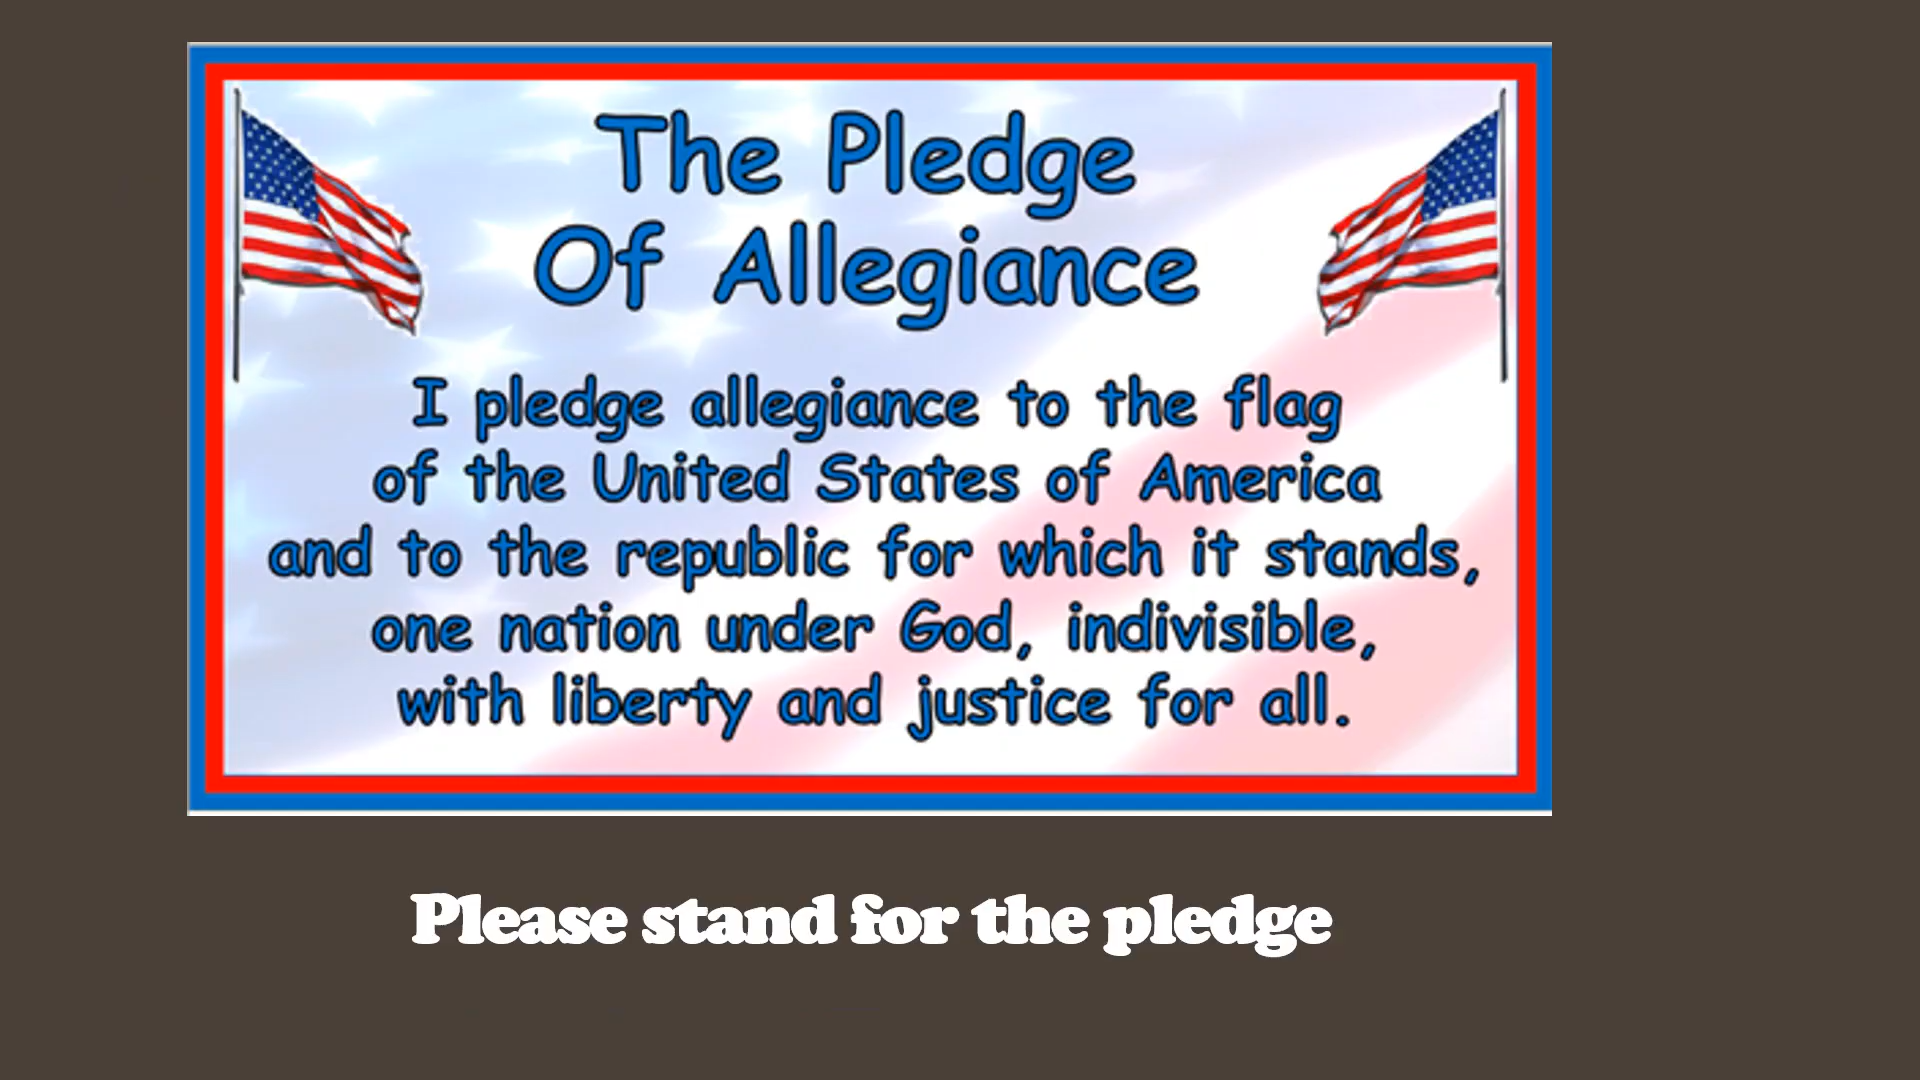 The Pledge
Of Allegiance
I pledge allegiance to the flag
of the United States of America
and to the republic for which it stands,
one nation under God, indivisible,
with liberty and justice for all.
Please stand for the pledge